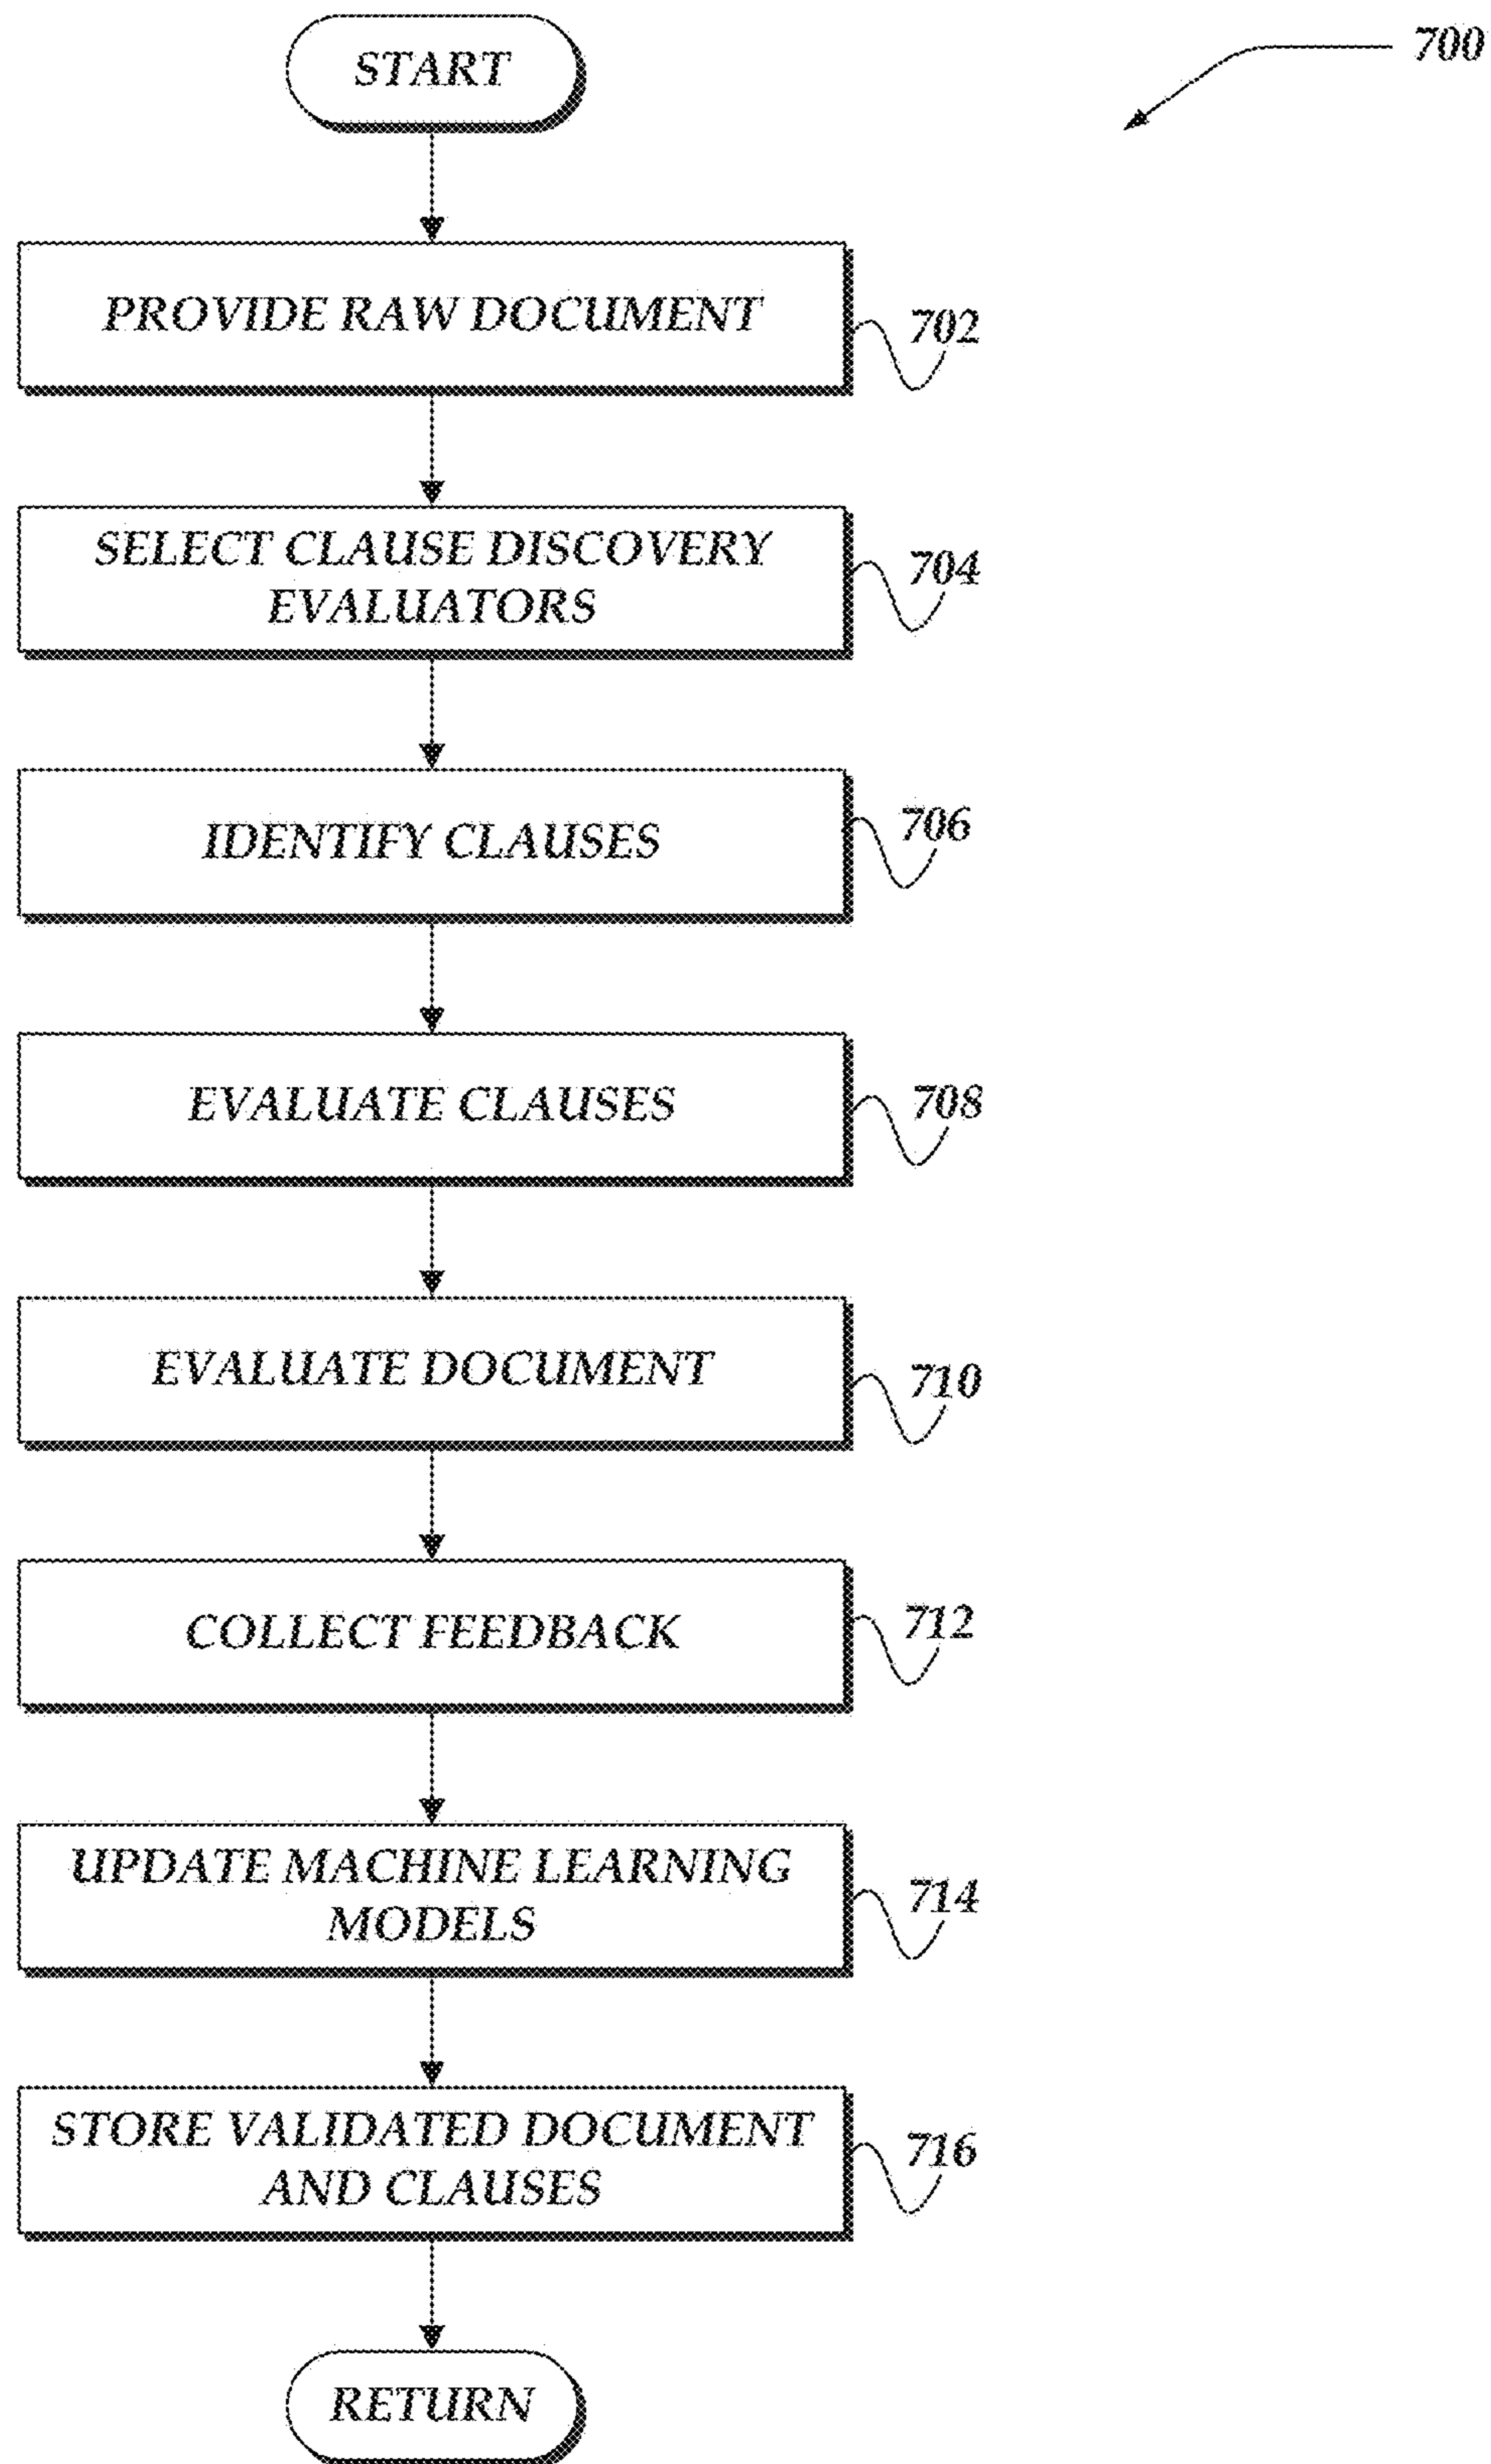 START
700
PROVIDE RAW DOCUMENT
702
SELECT CLAUSE DISCOVERY
EVALUATORS
704
IDENTIFY CLAUSES
706
EVALUATE CLAUSES
708
EVALUATE DOCUMENT
710
COLLECT FEEDBACK
712
UPDATE MACHINE LEARNING
MODELS
714
STORE VALIDATED DOCUMENT
AND CLAUSES
716
RETURN